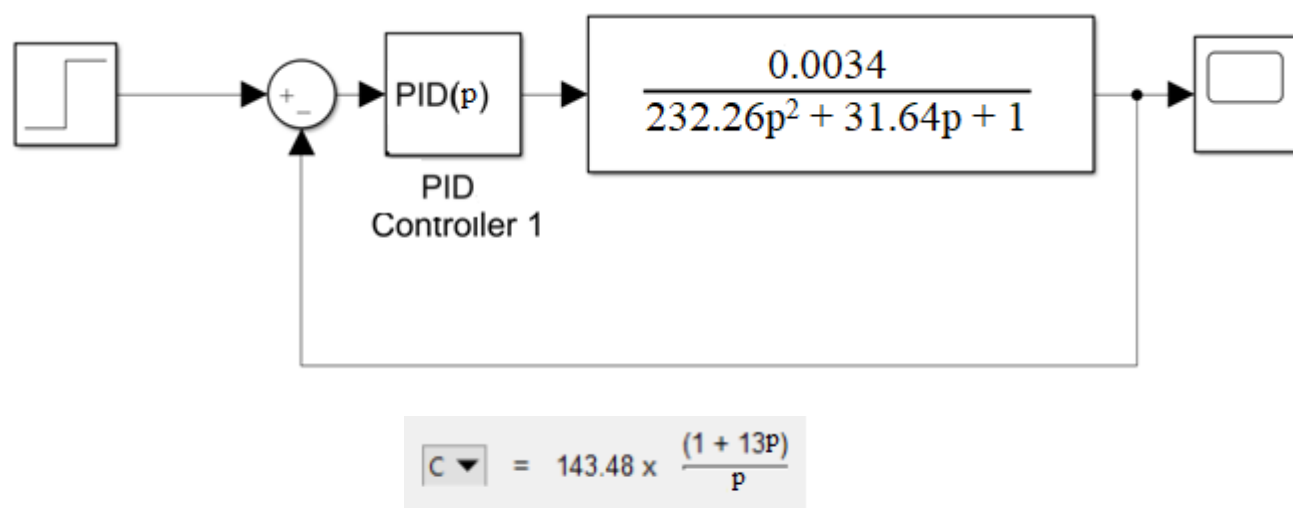 0.0034
232.26p² + 31.64p + 1
+
−
PID(p)
PID
Controller 1
C = 143.48 x (1 + 13p)
p